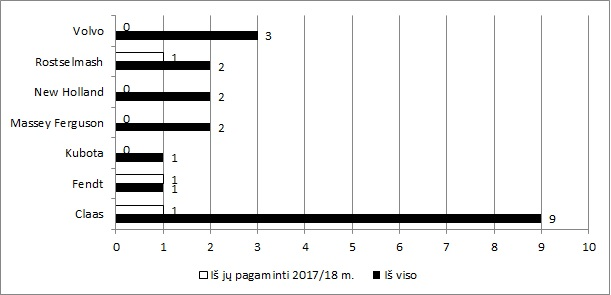 Volvo 0 3
Rostselmash 1 2
New Holland 0 2
Massey Ferguson 0 2
Kubota 0 1
Fendt 1 1
Claas 1 9
0 1 2 3 4 5 6 7 8 9 10
Iš jų pagaminti 2017/18 m. Iš viso